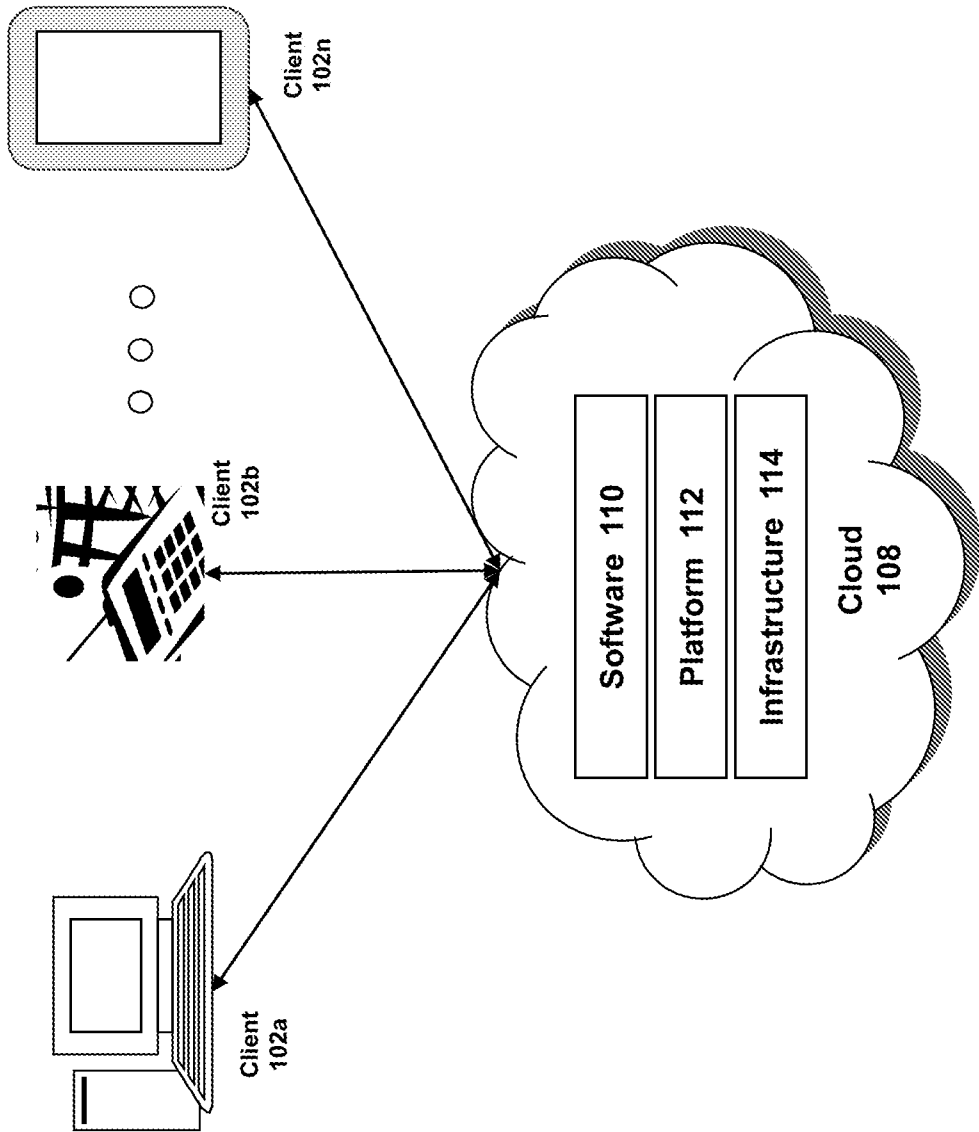 Client
102a
Client
102b
Client
102n
Software 110
Platform 112
Infrastructure 114
Cloud
108